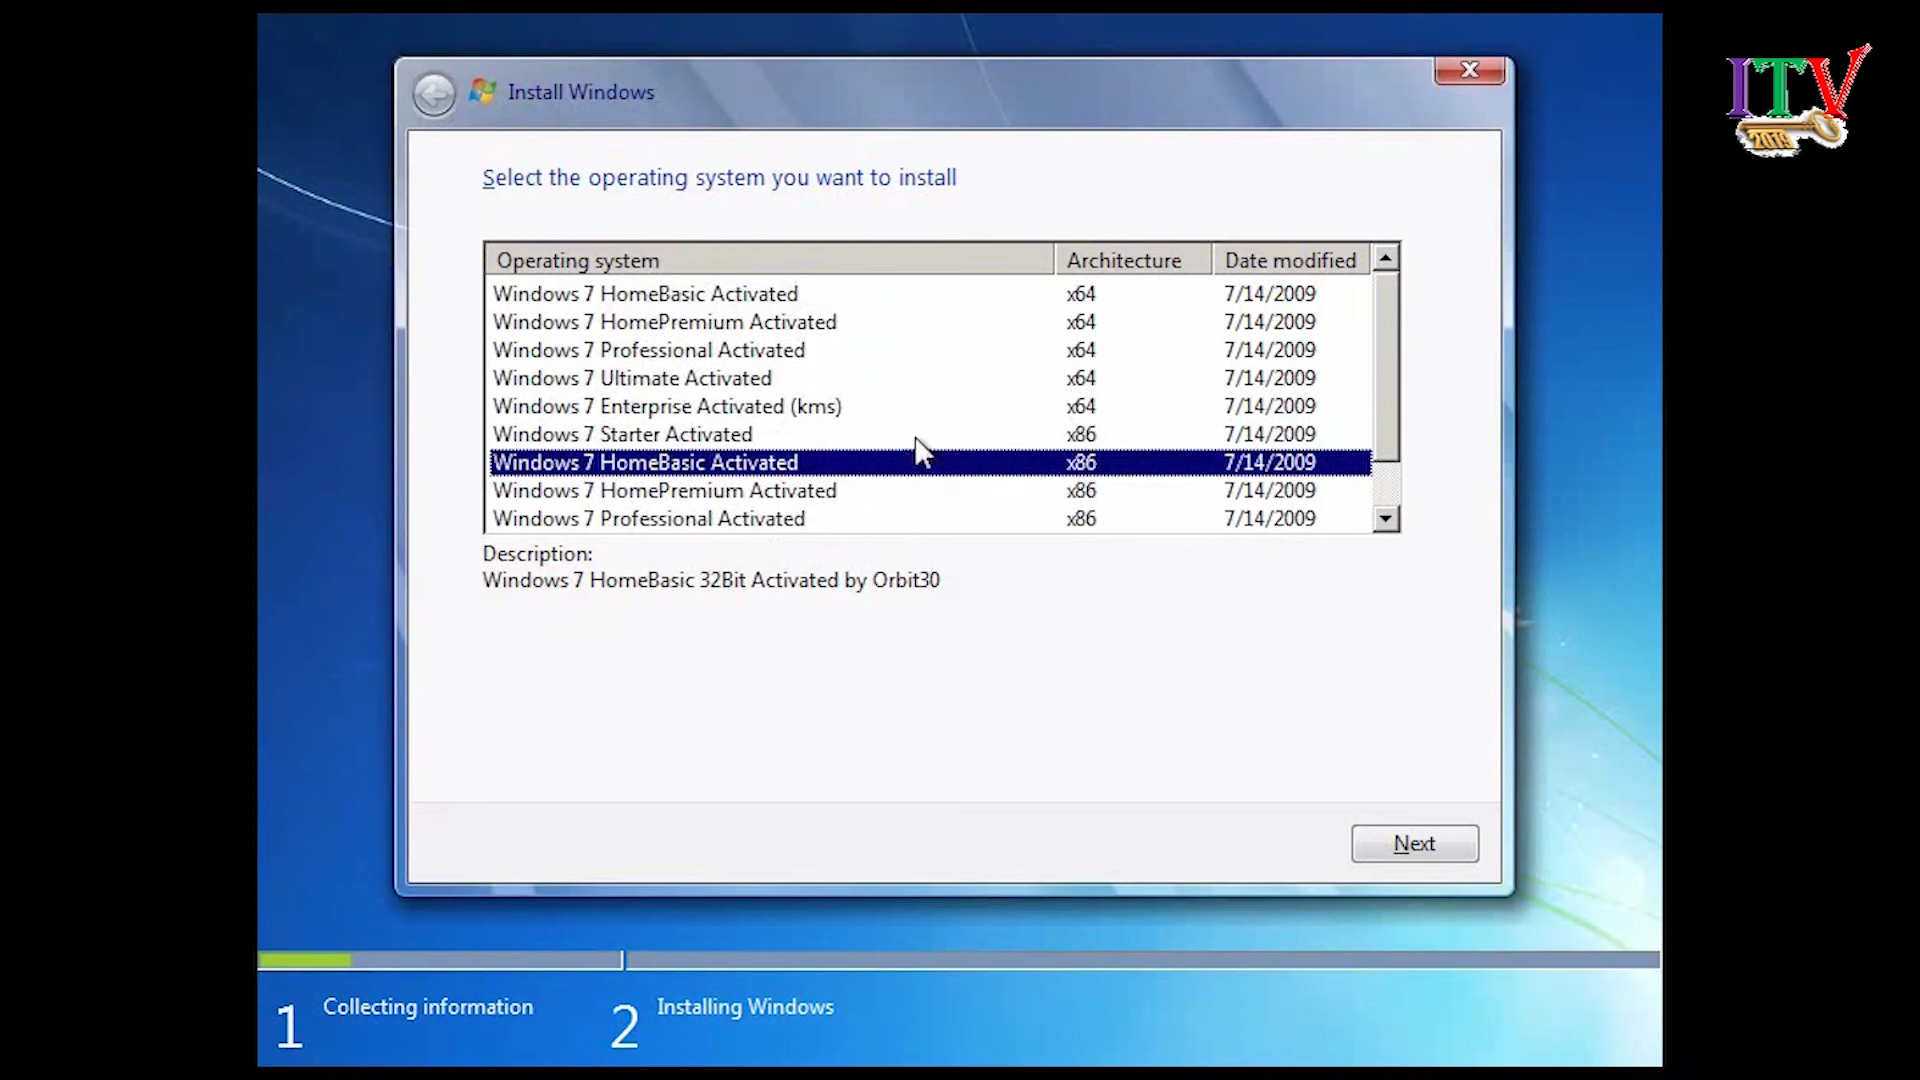 ITV
2019
Install Windows
Select the operating system you want to install
Operating system Architecture Date modified
Windows 7 HomeBasic Activated x64 7/14/2009
Windows 7 HomePremium Activated x64 7/14/2009
Windows 7 Professional Activated x64 7/14/2009
Windows 7 Ultimate Activated x64 7/14/2009
Windows 7 Enterprise Activated (kms) x64 7/14/2009
Windows 7 Starter Activated x86 7/14/2009
Windows 7 HomeBasic Activated x86 7/14/2009
Windows 7 HomePremium Activated x86 7/14/2009
Windows 7 Professional Activated x86 7/14/2009
Description:
Windows 7 HomeBasic 32Bit Activated by Orbit30
Next
1 Collecting information 2 Installing Windows